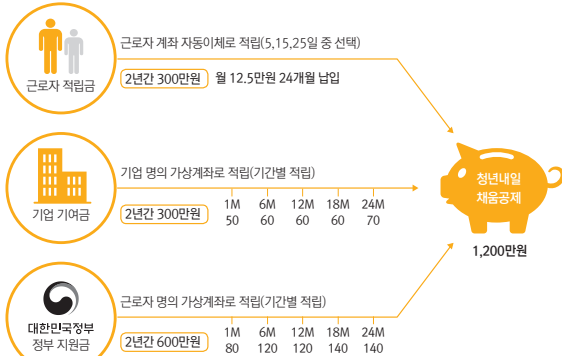 근로자 적립금
근로자 계좌 자동이체로 적립(5,15,25일 중 선택)
2년간 300만원 월 12.5만원 24개월 납입
기업 기여금
기업 명의 가상계좌로 적립(기간별 적립)
2년간 300만원
1M 6M 12M 18M 24M
50 60 60 60 70
청년내일
채움공제
1,200만원
대한민국정부
정부 지원금
근로자 명의 가상계좌로 적립(기간별 적립)
2년간 600만원
1M 6M 12M 18M 24M
80 120 120 140 140